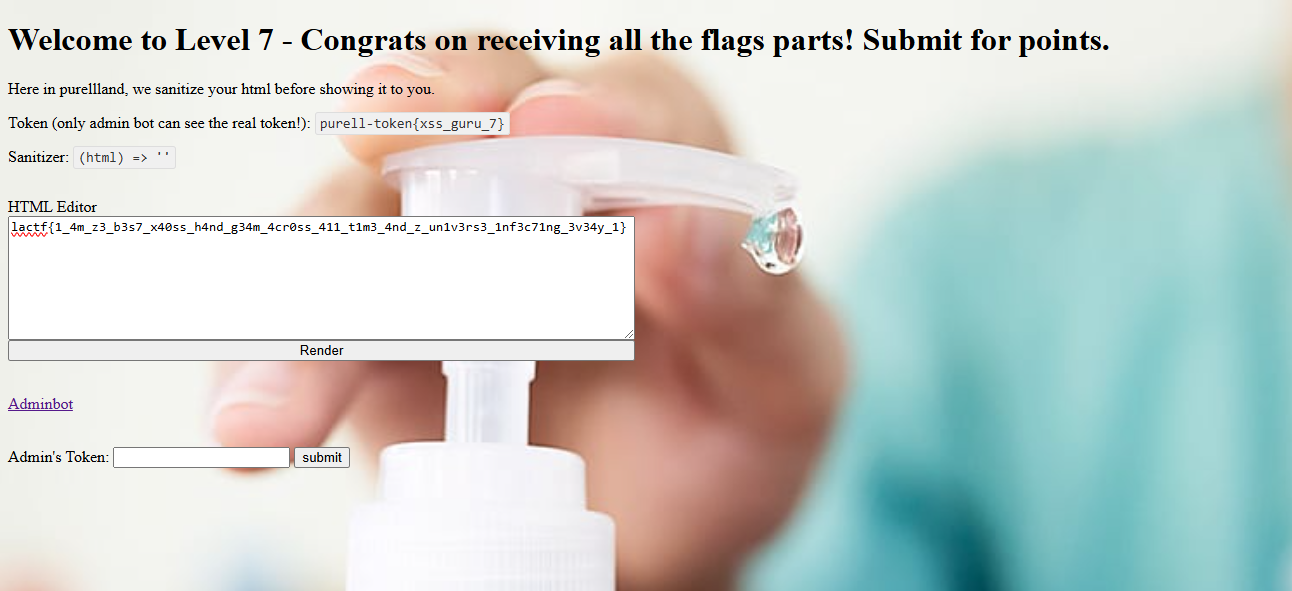 Welcome to Level 7 - Congrats on receiving all the flags parts! Submit for points.
Here in purellland, we sanitize your html before showing it to you.
Token (only admin bot can see the real token!): purell-token{xss_guru_7}
Sanitizer: (html) => ''
HTML Editor
lactf{1_4m_z3_b3s7_x40ss_h4nd_g34m_4cr0ss_411_t1m3_4nd_z_un1v3rs3_1nf3c71ng_3v34y_1}
Render
Adminbot
Admin's Token: submit